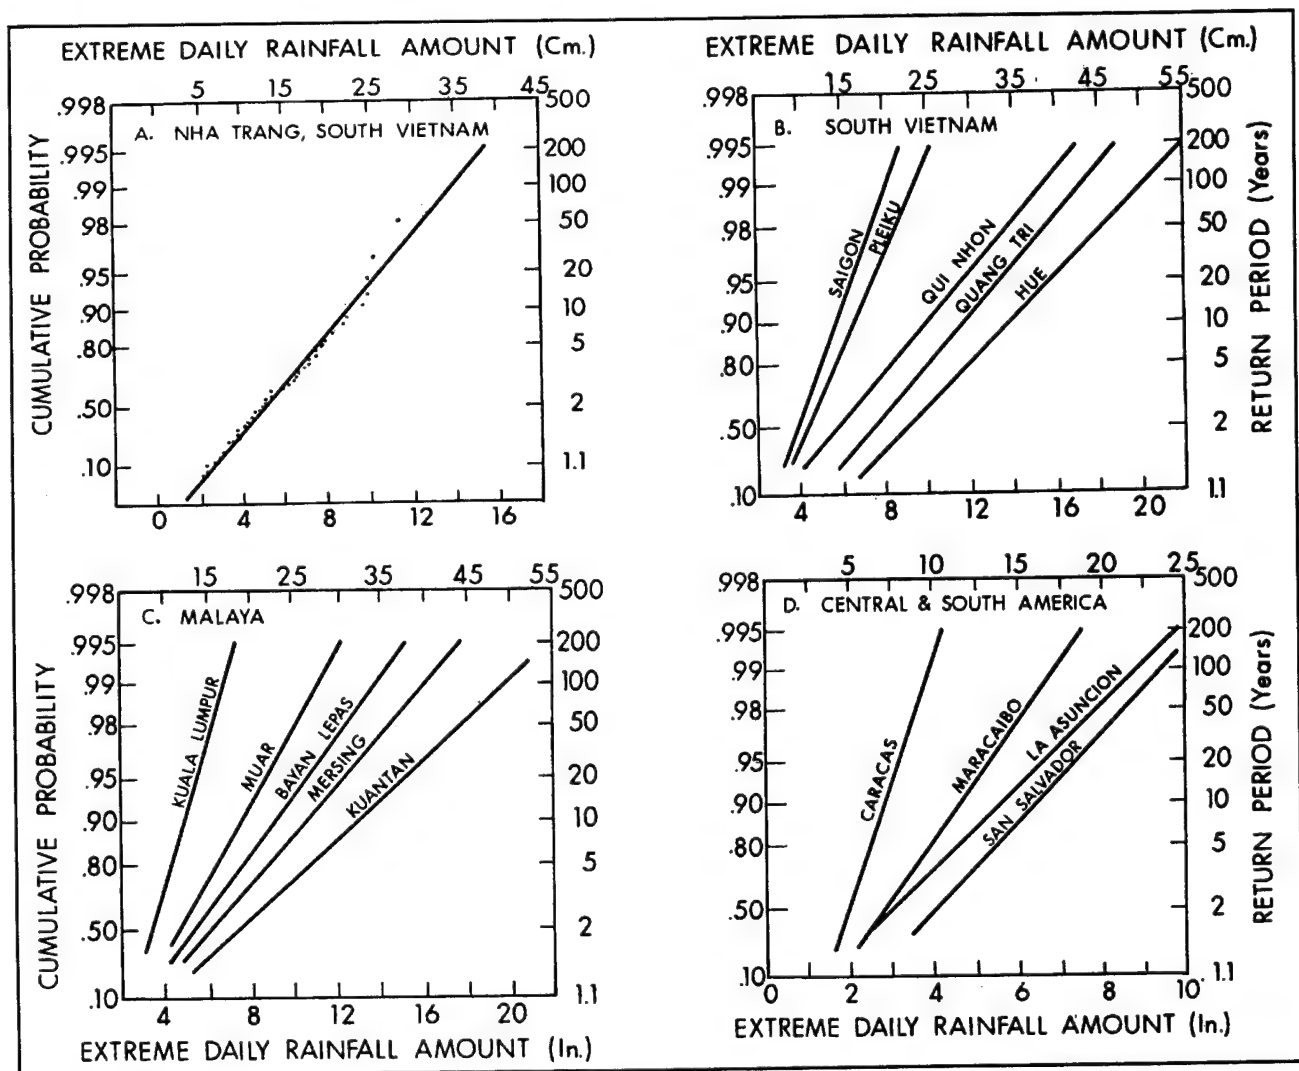 EXTREME DAILY RAINFALL AMOUNT (Cm.)
5 15 25 35 45
A. NHA TRANG, SOUTH VIETNAM
CUMULATIVE PROBABILITY
.998
.995
.99
.98
.95
.90
.80
.50
.10
500
200
100
50
20
10
5
2
1.1
0 4 8 12 16
EXTREME DAILY RAINFALL AMOUNT (Cm.)
15 25 35 45 55
B. SOUTH VIETNAM
.998
.995
.99
.98
.95
.90
.80
.50
.10
SAIGON
PLEIKU
QUI NHON
QUANG TRI
HUE
500
200
100
50
20
10
5
2
1.1
RETURN PERIOD (Years)
4 8 12 16 20
15 25 35 45 55
C. MALAYA
CUMULATIVE PROBABILITY
.998
.995
.99
.98
.95
.90
.80
.50
.10
KUALA LUMPUR
MUAR
BAYAN LEPAS
MERSING
KUANTAN
500
200
100
50
20
10
5
2
1.1
4 8 12 16 20
EXTREME DAILY RAINFALL AMOUNT (In.)
5 10 15 20 25
D. CENTRAL & SOUTH AMERICA
.998
.995
.99
.98
.95
.90
.80
.50
.10
CARACAS
MARACAIBO
LA ASUNCION
SAN SALVADOR
500
200
100
50
20
10
5
2
1.1
RETURN PERIOD (Years)
0 2 4 6 8 10
EXTREME DAILY RAINFALL AMOUNT (In.)